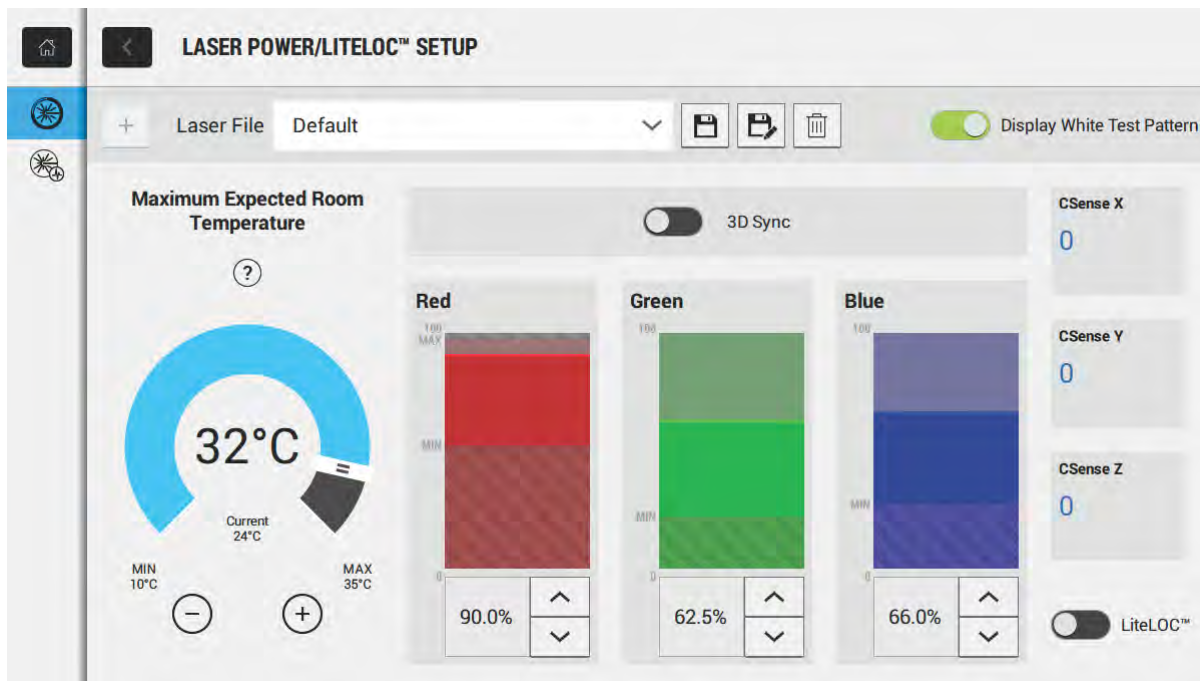 LASER POWER/LITELOC™ SETUP
+ Laser File Default
Display White Test Pattern
Maximum Expected Room
Temperature
?
32°C
Current
24°C
MIN
10°C
MAX
35°C
3D Sync
Red
100
MAX
MIN
0
90.0%
Green
100
MIN
0
62.5%
Blue
100
MIN
0
66.0%
CSense X
0
CSense Y
0
CSense Z
0
LiteLOC™